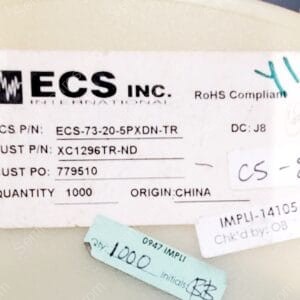 ECS INC.
INTERNATIONAL
RoHS Compliant
CS P/N: ECS-73-20-5PXDN-TR
DC: J8
UST P/N: XC1296TR-ND
UST PO: 779510
CS-
QUANTITY 1000 ORIGIN: CHINA
IMPLI-14105
Chk'd by: OB
0947 IMPLI
Qty 1000
Initials BB